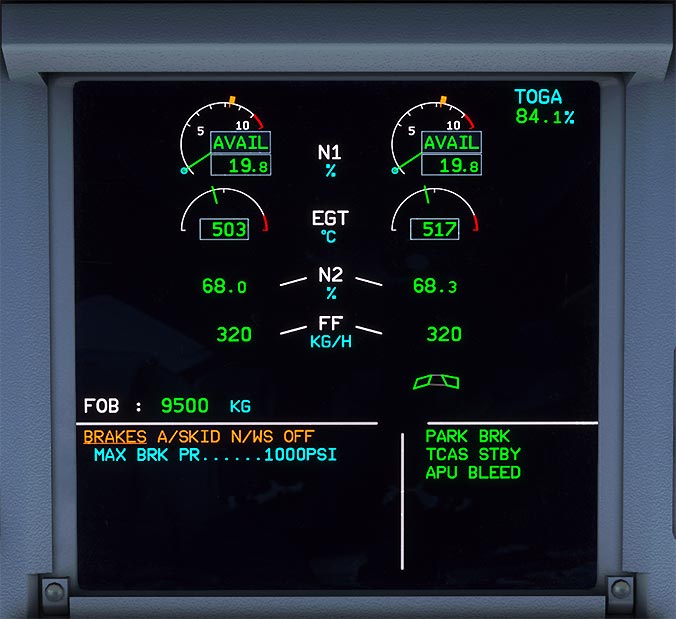 TOGA
84.1%
5 10
AVAIL
19.8
N1
%
5 10
AVAIL
19.8
503
EGT
°C
517
68.0
N2
%
68.3
320
FF
KG/H
320
FOB : 9500 KG
BRAKES A/SKID N/WS OFF
MAX BRK PR......1000PSI
PARK BRK
TCAS STBY
APU BLEED